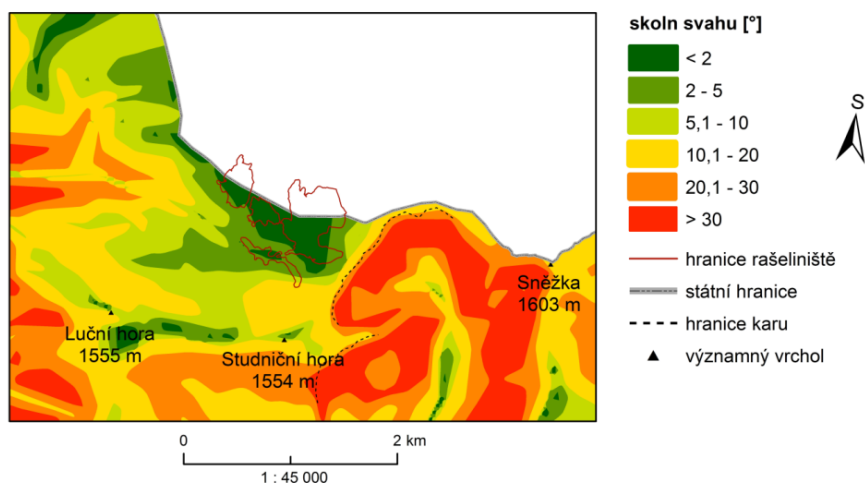 skoln svahu [°]
< 2
2 - 5
5,1 - 10
10,1 - 20
20,1 - 30
> 30
S
hranice rašeliniště
státní hranice
hranice karu
významný vrchol
Sněžka
1603 m
Luční hora
1555 m
Studniční hora
1554 m
0 2 km
1 : 45 000